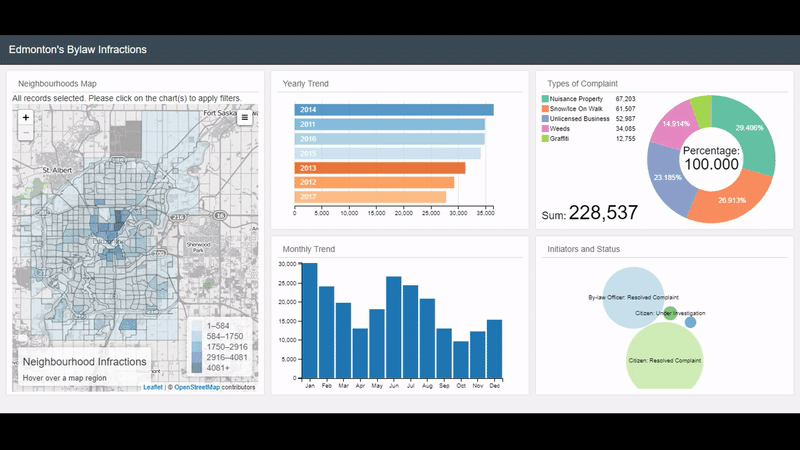 Edmonton's Bylaw Infractions
Neighbourhoods Map
All records selected. Please click on the chart(s) to apply filters.
+
−
Fort Saskatchewan
St. Albert
216
16
Sherwood
Park
1–584
584–1750
1750–2916
2916–4081
4081+
Neighbourhood Infractions
Hover over a map region
Leaflet | © OpenStreetMap contributors
Yearly Trend
2014
2011
2016
2015
2013
2012
2017
0 5,000 10,000 15,000 20,000 25,000 30,000 35,000
Types of Complaint
Nuisance Property 67,203
Snow/Ice On Walk 61,507
Unlicensed Business 52,987
Weeds 34,085
Graffiti 12,755
Sum: 228,537
14.914%
29.406%
23.185%
26.913%
Percentage:
100.000
Monthly Trend
30,000
25,000
20,000
15,000
10,000
5,000
0
Jan Feb Mar Apr May Jun Jul Aug Sep Oct Nov Dec
Initiators and Status
By-law Officer: Resolved Complaint
Citizen: Under Investigation
Citizen: Resolved Complaint